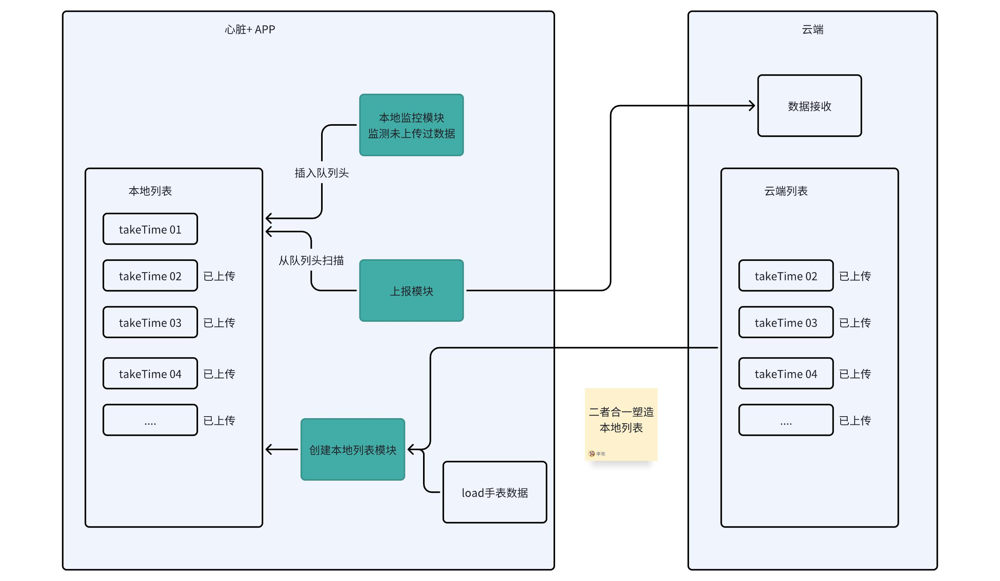 心脏+ APP
云端
数据接收
本地监控模块
监测未上传过数据
插入队列头
本地列表
云端列表
takeTime 01
从队列头扫描
takeTime 02 已上传
上报模块
takeTime 02 已上传
takeTime 03 已上传
takeTime 03 已上传
takeTime 04 已上传
takeTime 04 已上传
二者合一塑造
本地列表
李亮
.... 已上传
.... 已上传
创建本地列表模块
load手表数据